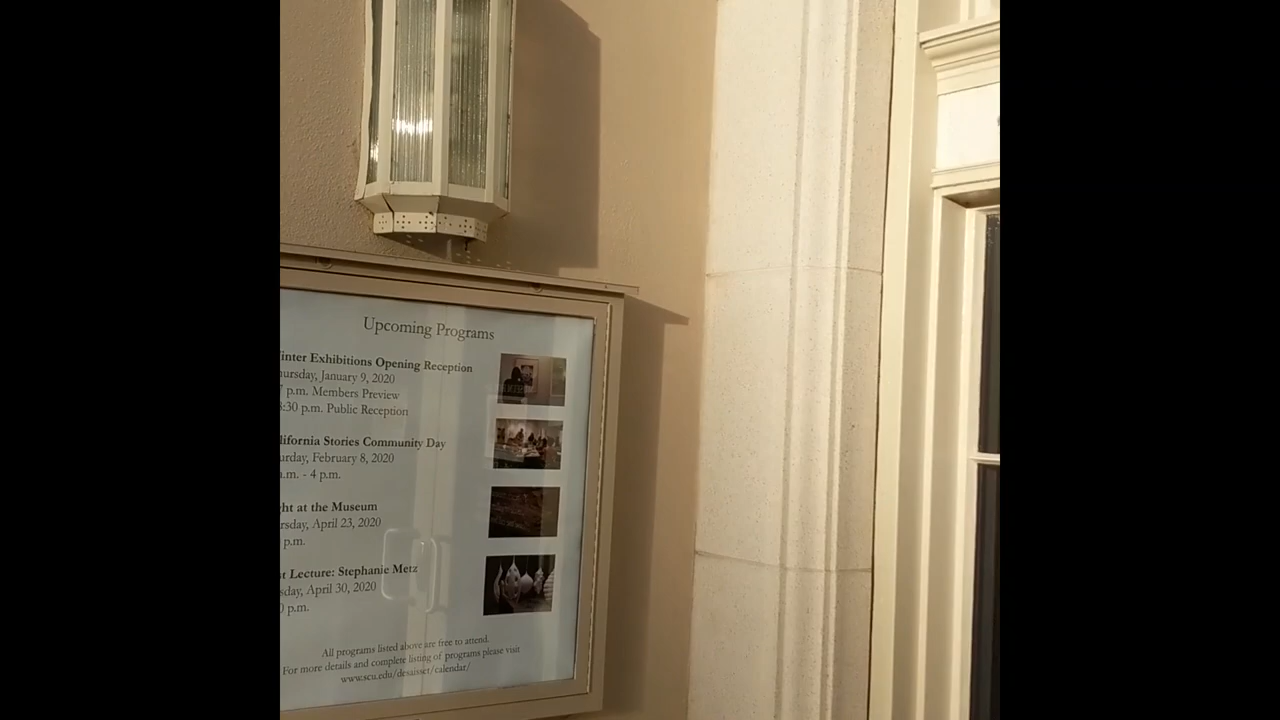 Upcoming Programs
inter Exhibitions Opening Reception
ursday, January 9, 2020
p.m. Members Preview
8:30 p.m. Public Reception
lifornia Stories Community Day
urday, February 8, 2020
.m. - 4 p.m.
ht at the Museum
rsday, April 23, 2020
p.m.
t Lecture: Stephanie Metz
sday, April 30, 2020
p.m.
All programs listed above are free to attend.
For more details and complete listing of programs please visit
www.scu.edu/desaisset/calendar/